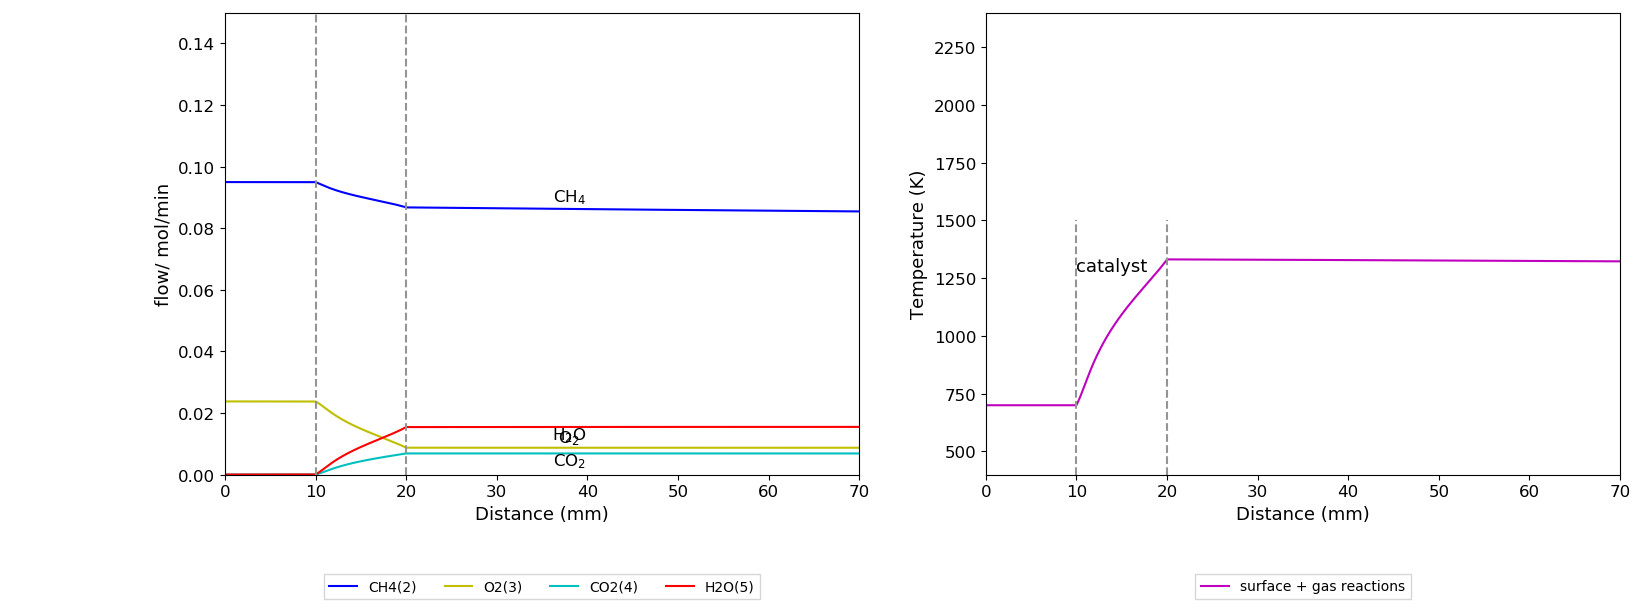 0.14
0.12
0.10
0.08
0.06
0.04
0.02
0.00
flow/ mol/min
CH₄
H₂O
O₂
CO₂
0 10 20 30 40 50 60 70
Distance (mm)
CH4(2) O2(3) CO2(4) H2O(5)
2250
2000
1750
1500
1250
1000
750
500
Temperature (K)
catalyst
0 10 20 30 40 50 60 70
Distance (mm)
surface + gas reactions